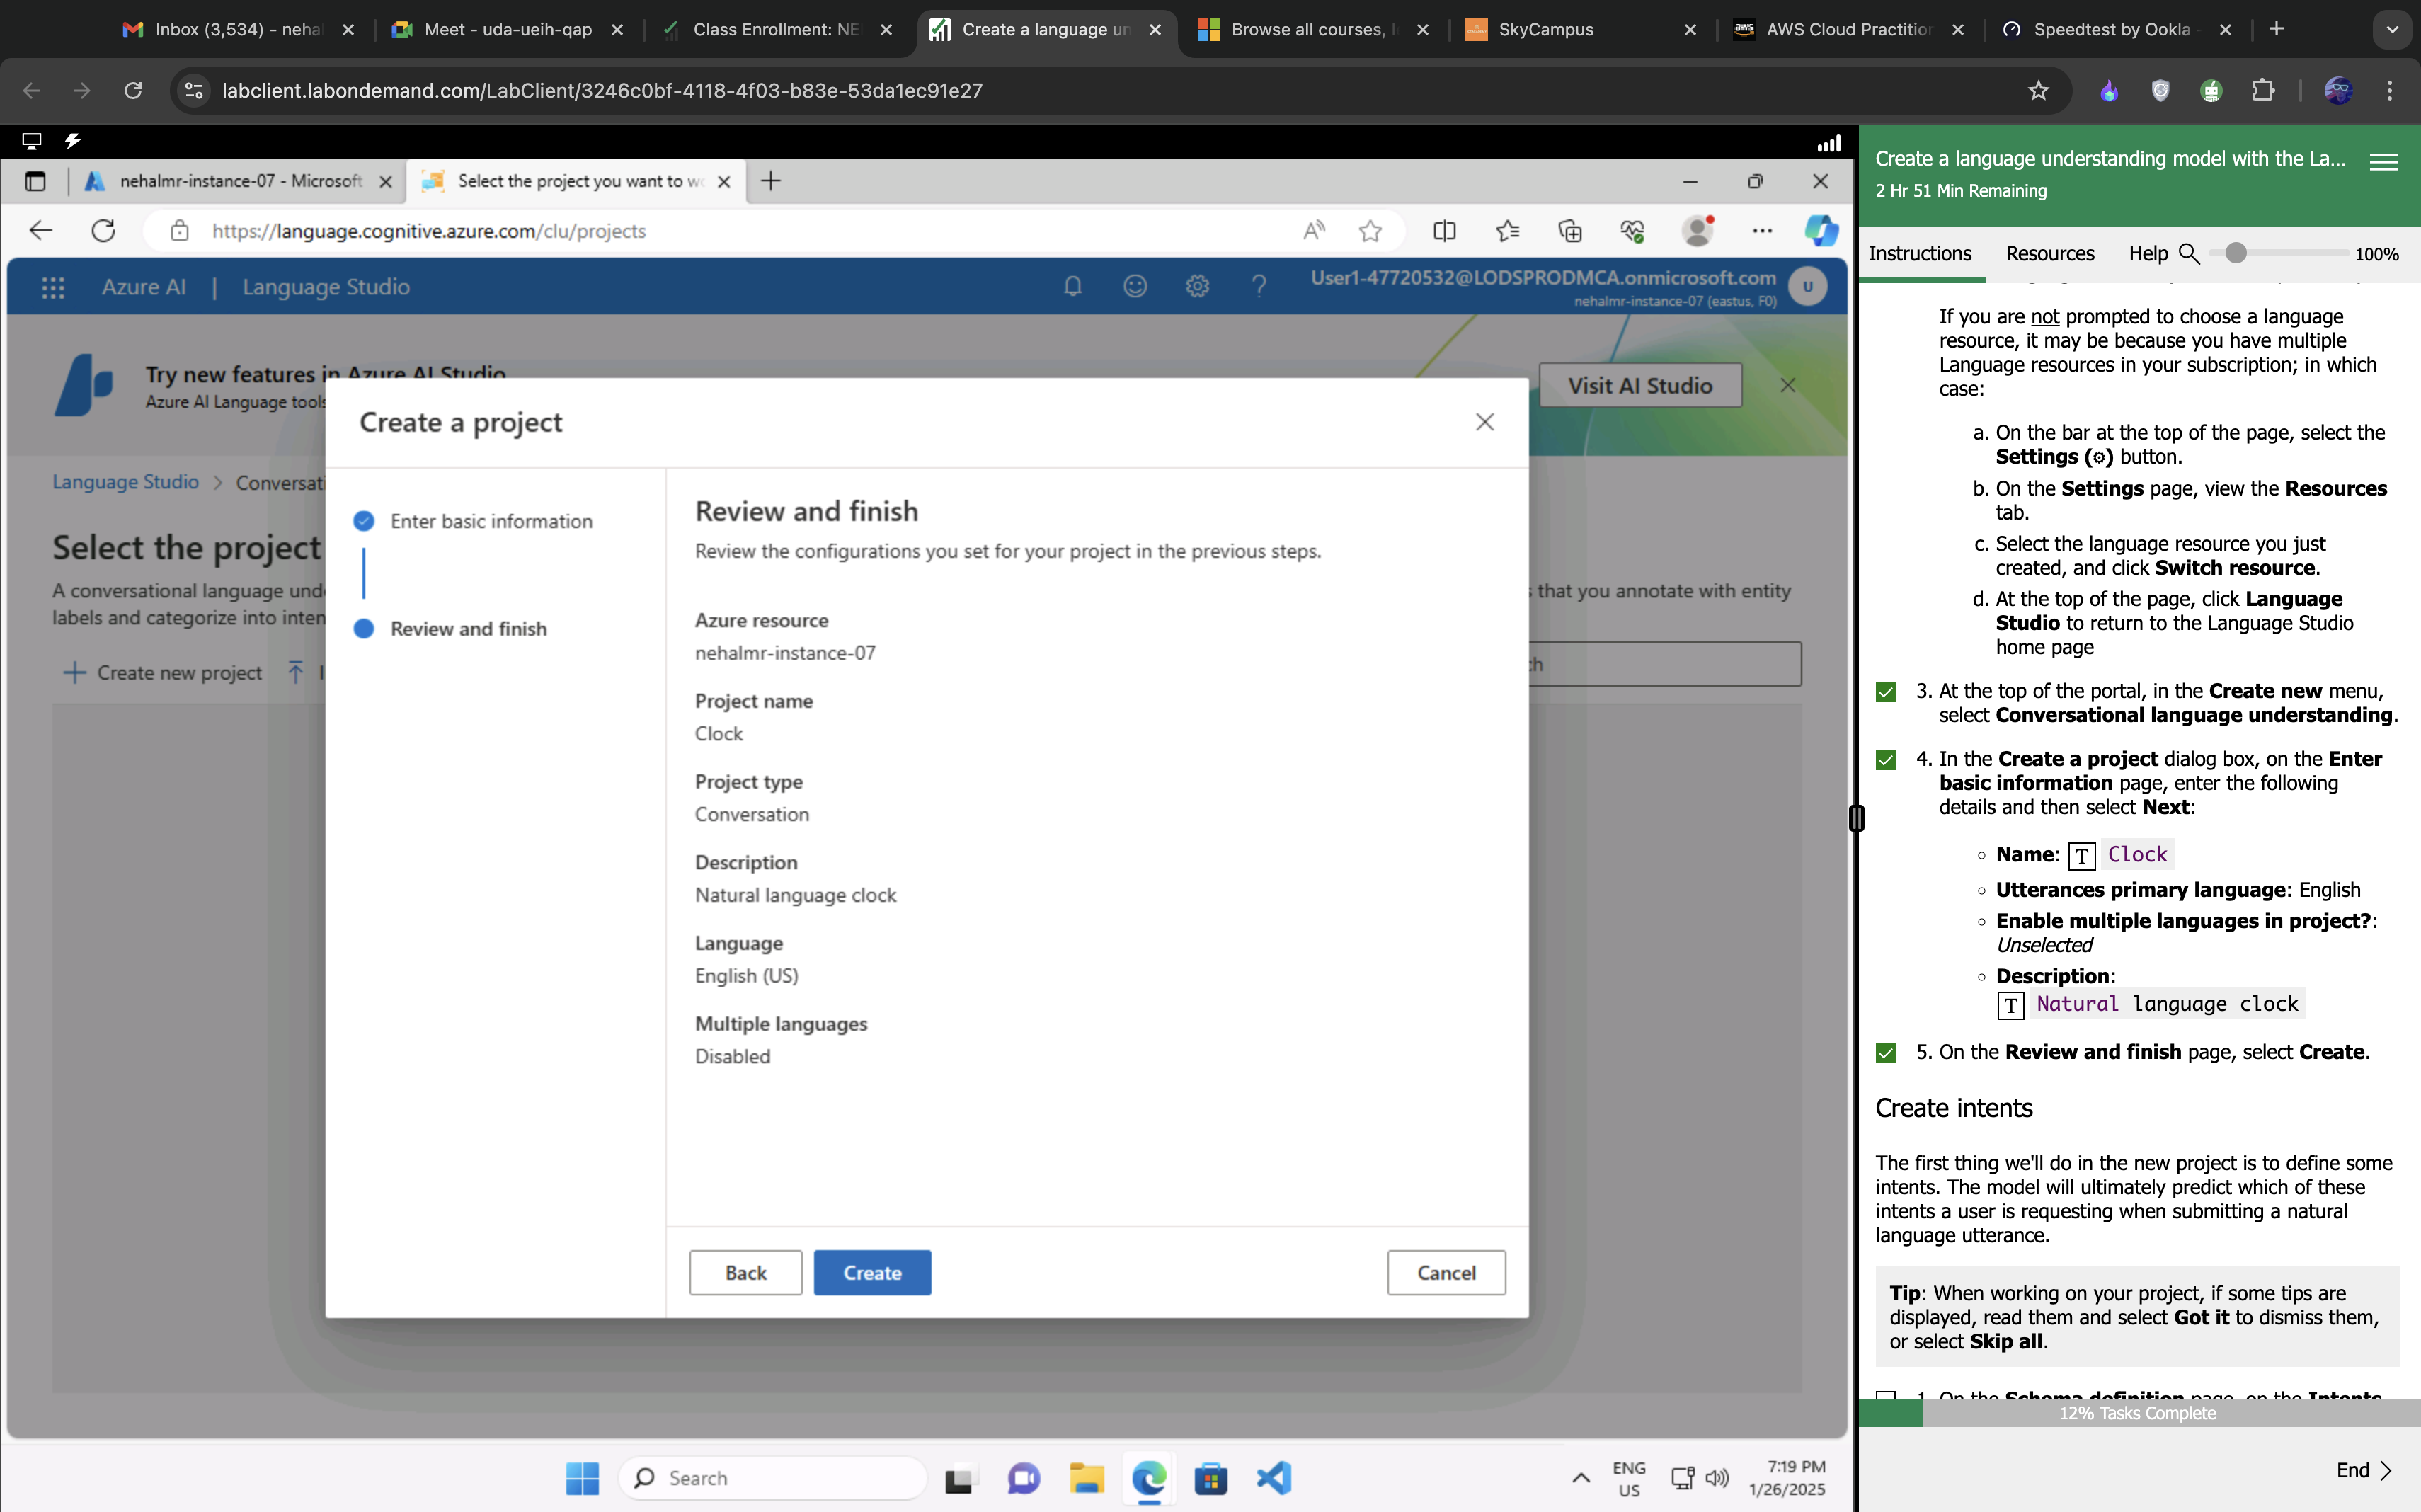 Inbox (3,534) - neha
Meet - uda-ueih-qap
Class Enrollment: NE
Create a language un
Browse all courses, l
SkyCampus
AWS Cloud Practition
Speedtest by Ookla -
labclient.labondemand.com/LabClient/3246c0bf-4118-4f03-b83e-53da1ec91e27
nehalmr-instance-07 - Microsoft
Select the project you want to wo
https://language.cognitive.azure.com/clu/projects
Azure AI | Language Studio
User1-47720532@LODSPRODMCA.onmicrosoft.com
nehalmr-instance-07 (eastus, F0)
U
Try new features in Azure AI Studio
Azure AI Language tools
Visit AI Studio
Language Studio > Conversati
Select the project
A conversational language und
s that you annotate with entity
labels and categorize into inten
Create new project
Create a project
Enter basic information
Review and finish
Review and finish
Review the configurations you set for your project in the previous steps.
Azure resource
nehalmr-instance-07
Project name
Clock
Project type
Conversation
Description
Natural language clock
Language
English (US)
Multiple languages
Disabled
Back
Create
Cancel
Search
ENG
US
7:19 PM
1/26/2025
Create a language understanding model with the La...
2 Hr 51 Min Remaining
Instructions
Resources
Help
100%
If you are not prompted to choose a language
resource, it may be because you have multiple
Language resources in your subscription; in which
case:
a. On the bar at the top of the page, select the
Settings (⚙) button.
b. On the Settings page, view the Resources
tab.
c. Select the language resource you just
created, and click Switch resource.
d. At the top of the page, click Language
Studio to return to the Language Studio
home page
3. At the top of the portal, in the Create new menu,
select Conversational language understanding.
4. In the Create a project dialog box, on the Enter
basic information page, enter the following
details and then select Next:
Name: T Clock
Utterances primary language: English
Enable multiple languages in project?:
Unselected
Description:
T Natural language clock
5. On the Review and finish page, select Create.
Create intents
The first thing we'll do in the new project is to define some
intents. The model will ultimately predict which of these
intents a user is requesting when submitting a natural
language utterance.
Tip: When working on your project, if some tips are
displayed, read them and select Got it to dismiss them,
or select Skip all.
1. On the Schema definition page, on the Intents
12% Tasks Complete
End